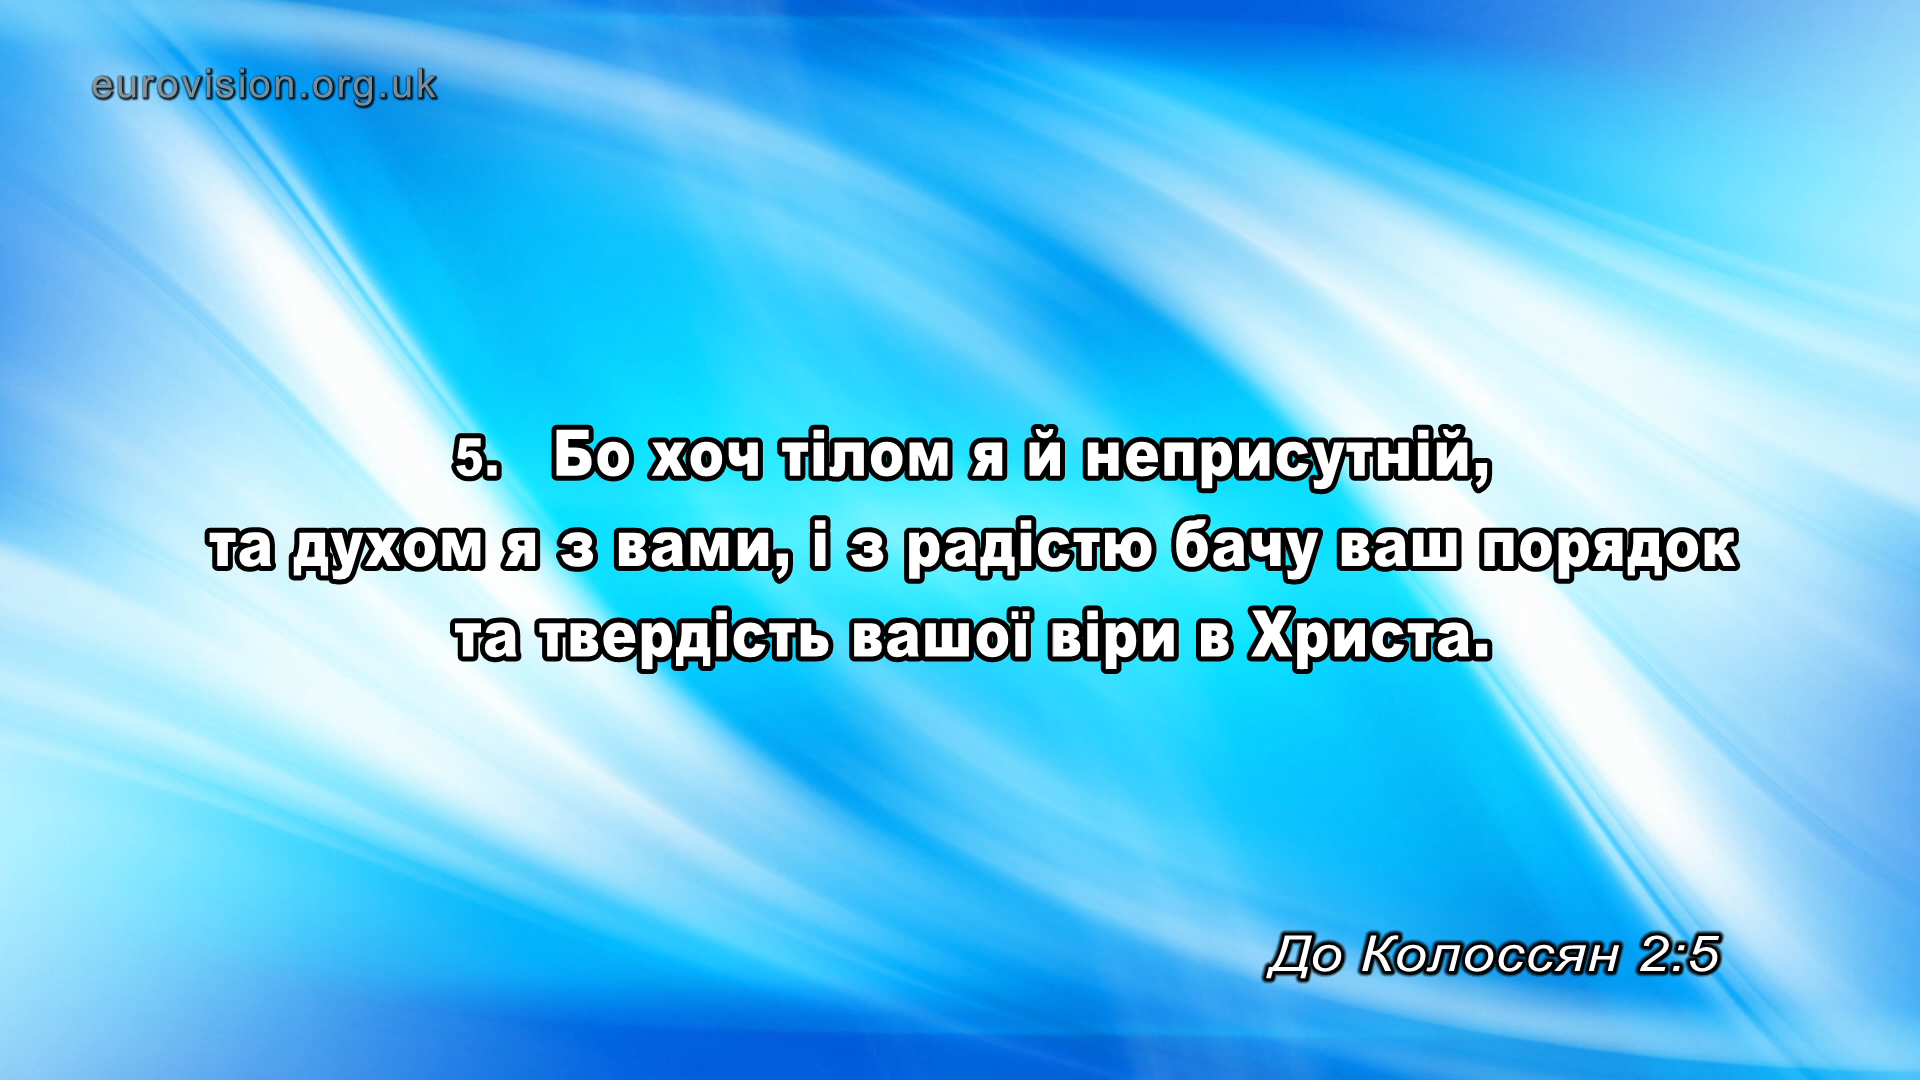 eurovision.org.uk
5. Бо хоч тілом я й неприсутній,
та духом я з вами, і з радістю бачу ваш порядок
та твердість вашої віри в Христа.
До Колоссян 2:5